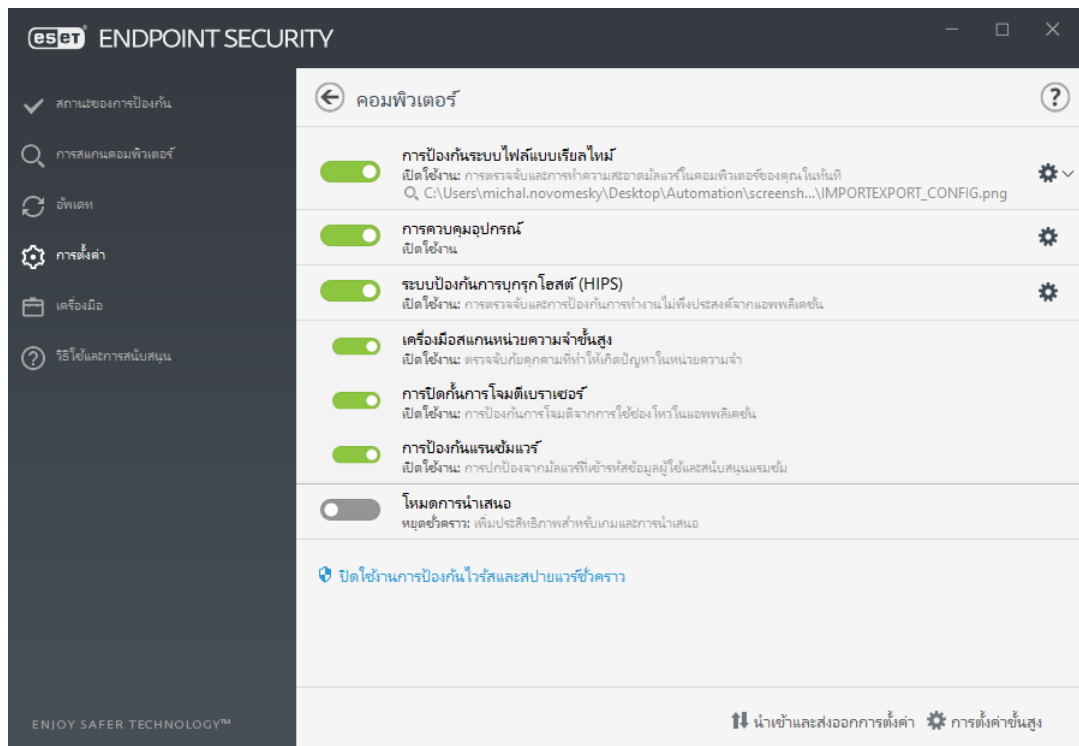 eset ENDPOINT SECURITY
สถานะของการป้องกัน
การสแกนคอมพิวเตอร์
อัพเดท
การตั้งค่า
เครื่องมือ
วิธีใช้และการสนับสนุน
ENJOY SAFER TECHNOLOGY™
คอมพิวเตอร์
?
การป้องกันระบบไฟล์แบบเรียลไทม์
เปิดใช้งาน: การตรวจจับและการทำความสะอาดมัลแวร์ในคอมพิวเตอร์ของคุณในทันที
C:\Users\michal.novomesky\Desktop\Automation\screensh...\IMPORTEXPORT_CONFIG.png
การควบคุมอุปกรณ์
เปิดใช้งาน
ระบบป้องกันการบุกรุกโฮสต์ (HIPS)
เปิดใช้งาน: การตรวจจับและการป้องกันการทำงานไม่พึงประสงค์จากแอพพลิเคชั่น
เครื่องมือสแกนหน่วยความจำขั้นสูง
เปิดใช้งาน: ตรวจจับภัยคุกคามที่ทำให้เกิดปัญหาในหน่วยความจำ
การปิดกั้นการโจมตีเบราเซอร์
เปิดใช้งาน: การป้องกันการโจมตีจากการใช้ช่องโหว่ในแอพพลิเคชั่น
การป้องกันแรนซัมแวร์
เปิดใช้งาน: การปกป้องจากมัลแวร์ที่เข้ารหัสข้อมูลผู้ใช้และสนับสนุนแรมซั่ม
โหมดการนำเสนอ
หยุดชั่วคราว: เพิ่มประสิทธิภาพสำหรับเกมและการนำเสนอ
ปิดใช้งานการป้องกันไวรัสและสปายแวร์ชั่วคราว
นำเข้าและส่งออกการตั้งค่า การตั้งค่าขั้นสูง